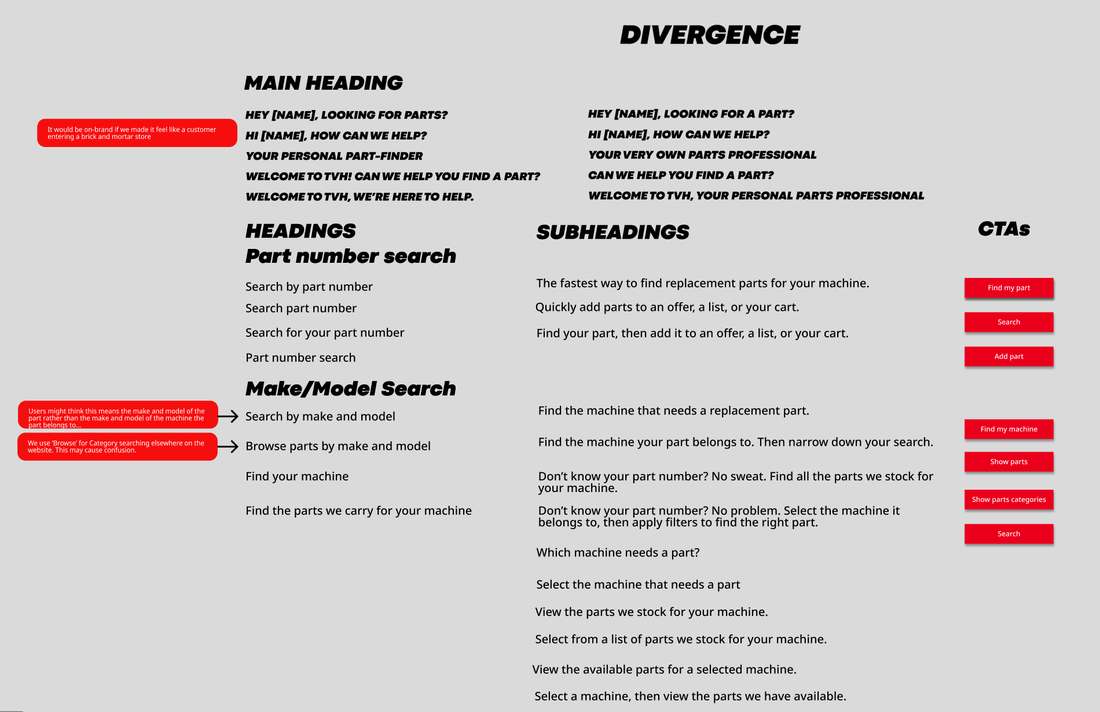 DIVERGENCE
MAIN HEADING
It would be on-brand if we made it feel like a customer
entering a brick and mortar store
HEY [NAME], LOOKING FOR PARTS?
HI [NAME], HOW CAN WE HELP?
YOUR PERSONAL PART-FINDER
WELCOME TO TVH! CAN WE HELP YOU FIND A PART?
WELCOME TO TVH, WE’RE HERE TO HELP.
HEY [NAME], LOOKING FOR A PART?
HI [NAME], HOW CAN WE HELP?
YOUR VERY OWN PARTS PROFESSIONAL
CAN WE HELP YOU FIND A PART?
WELCOME TO TVH, YOUR PERSONAL PARTS PROFESSIONAL
HEADINGS
SUBHEADINGS
CTAs
Part number search
Search by part number
Search part number
Search for your part number
Part number search
The fastest way to find replacement parts for your machine.
Quickly add parts to an offer, a list, or your cart.
Find your part, then add it to an offer, a list, or your cart.
Find my part
Search
Add part
Make/Model Search
Users might think this means the make and model of the
part rather than the make and model of the machine the
part belongs to...
We use ‘Browse’ for Category searching elsewhere on the
website. This may cause confusion.
Search by make and model
Browse parts by make and model
Find your machine
Find the parts we carry for your machine
Find the machine that needs a replacement part.
Find the machine your part belongs to. Then narrow down your search.
Don’t know your part number? No sweat. Find all the parts we stock for
your machine.
Don’t know your part number? No problem. Select the machine it
belongs to, then apply filters to find the right part.
Which machine needs a part?
Select the machine that needs a part
View the parts we stock for your machine.
Select from a list of parts we stock for your machine.
View the available parts for a selected machine.
Select a machine, then view the parts we have available.
Find my machine
Show parts
Show parts categories
Search